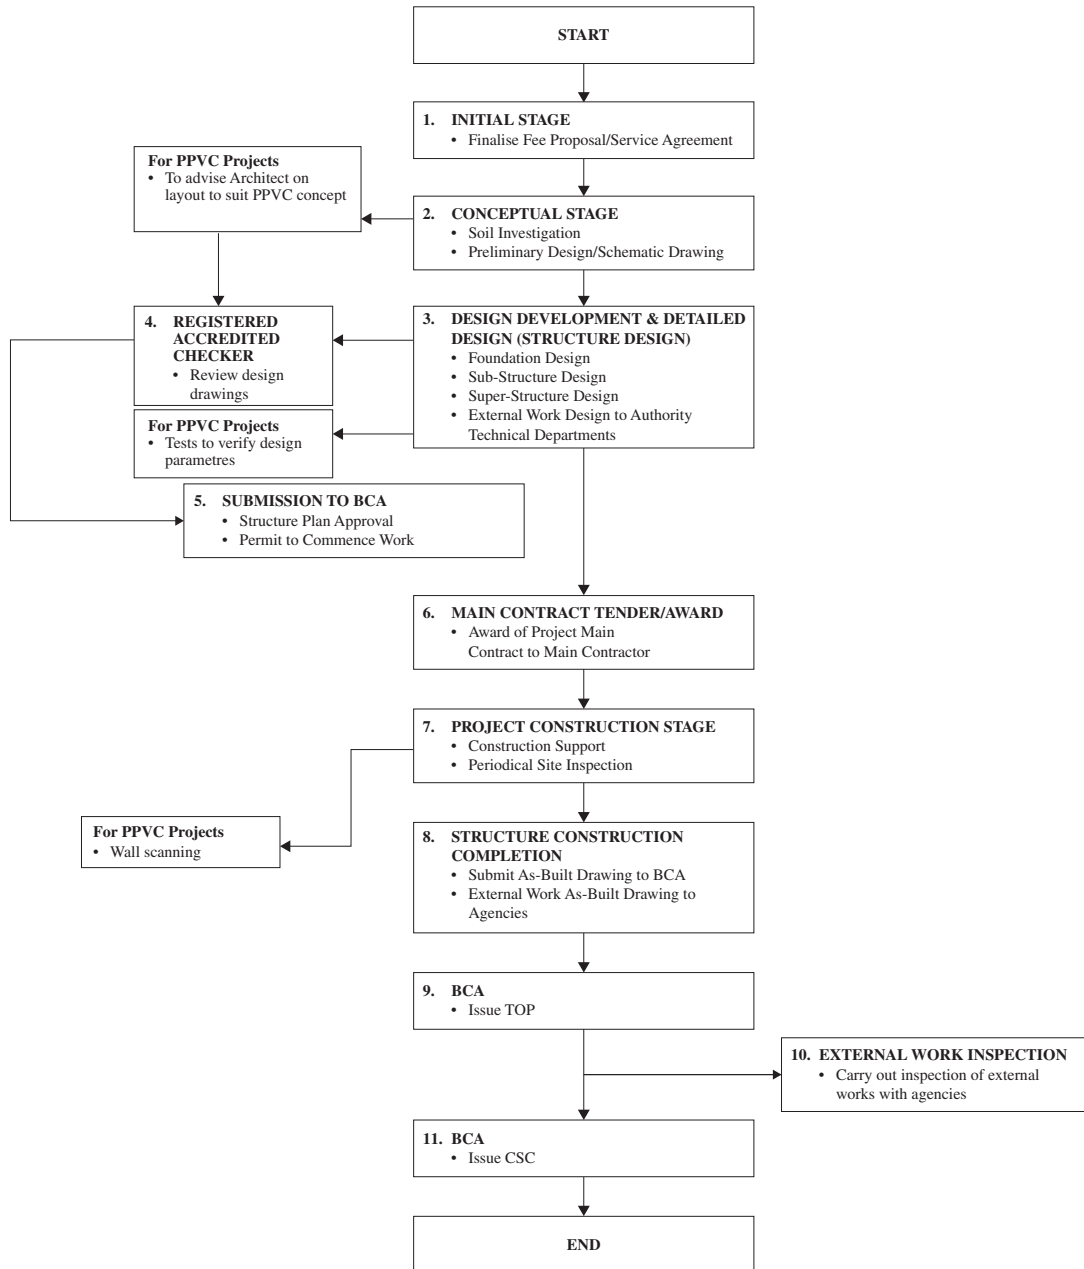 START
1. INITIAL STAGE
• Finalise Fee Proposal/Service Agreement
For PPVC Projects
• To advise Architect on
layout to suit PPVC concept
2. CONCEPTUAL STAGE
• Soil Investigation
• Preliminary Design/Schematic Drawing
3. DESIGN DEVELOPMENT & DETAILED
DESIGN (STRUCTURE DESIGN)
• Foundation Design
• Sub-Structure Design
• Super-Structure Design
• External Work Design to Authority
Technical Departments
4. REGISTERED
ACCREDITED
CHECKER
• Review design
drawings
For PPVC Projects
• Tests to verify design
parametres
5. SUBMISSION TO BCA
• Structure Plan Approval
• Permit to Commence Work
6. MAIN CONTRACT TENDER/AWARD
• Award of Project Main
Contract to Main Contractor
7. PROJECT CONSTRUCTION STAGE
• Construction Support
• Periodical Site Inspection
For PPVC Projects
• Wall scanning
8. STRUCTURE CONSTRUCTION
COMPLETION
• Submit As-Built Drawing to BCA
• External Work As-Built Drawing to
Agencies
9. BCA
• Issue TOP
10. EXTERNAL WORK INSPECTION
• Carry out inspection of external
works with agencies
11. BCA
• Issue CSC
END